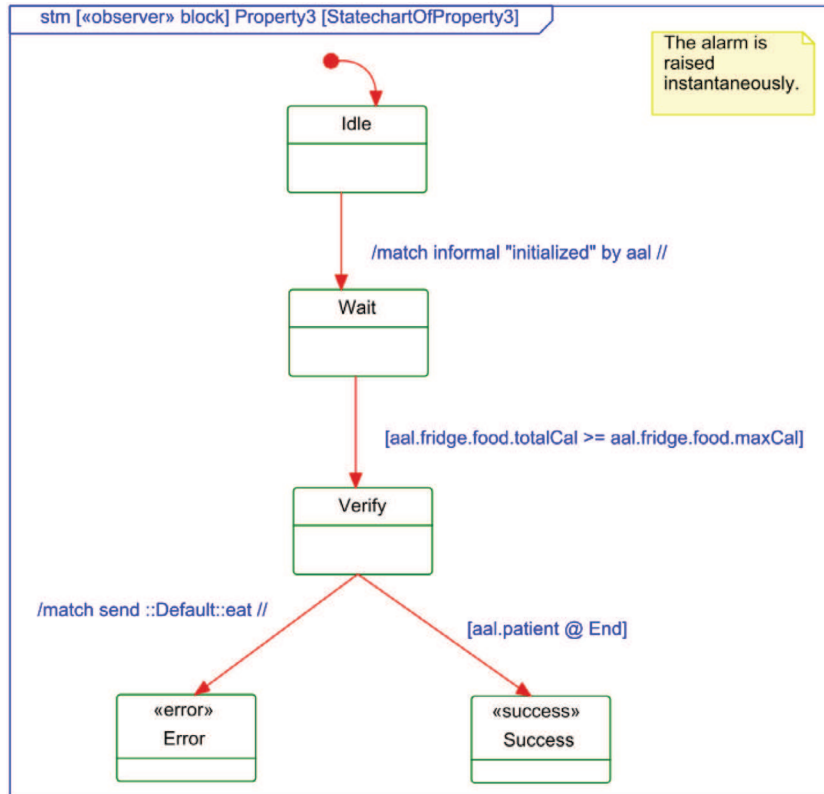 stm [«observer» block] Property3 [StatechartOfProperty3]
The alarm is
raised
instantaneously.
Idle
/match informal "initialized" by aal //
Wait
[aal.fridge.food.totalCal >= aal.fridge.food.maxCal]
Verify
/match send ::Default::eat //
[aal.patient @ End]
«error»
Error
«success»
Success